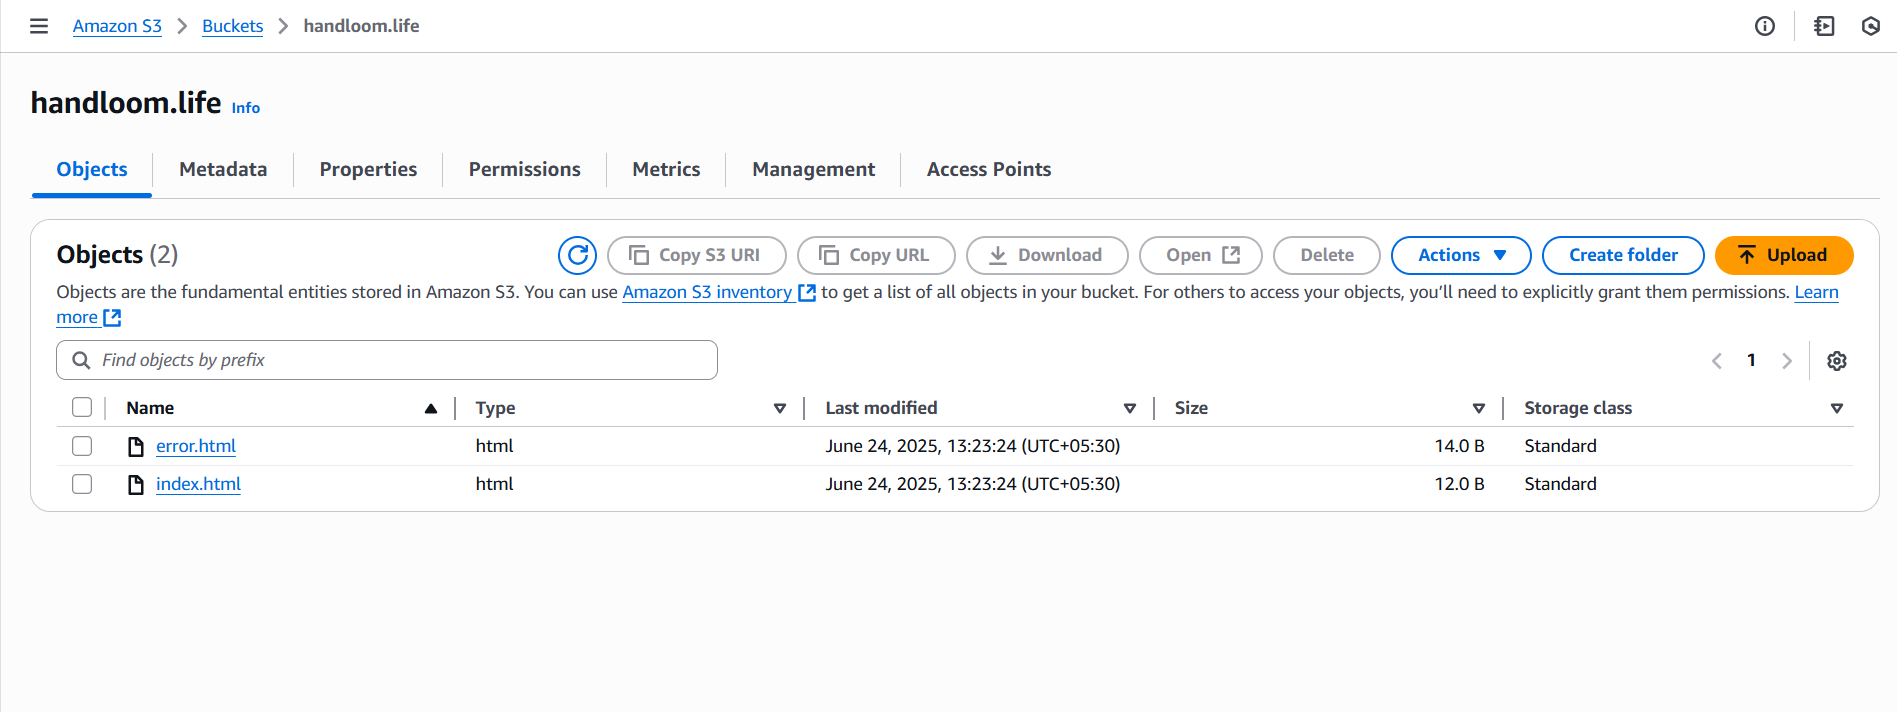 Amazon S3 > Buckets > handloom.life
handloom.life Info
Objects Metadata Properties Permissions Metrics Management Access Points
Objects (2) Copy S3 URI Copy URL Download Open Delete Actions Create folder Upload
Objects are the fundamental entities stored in Amazon S3. You can use Amazon S3 inventory to get a list of all objects in your bucket. For others to access your objects, you’ll need to explicitly grant them permissions. Learn
more
Find objects by prefix 1
Name Type Last modified Size Storage class
error.html html June 24, 2025, 13:23:24 (UTC+05:30) 14.0 B Standard
index.html html June 24, 2025, 13:23:24 (UTC+05:30) 12.0 B Standard